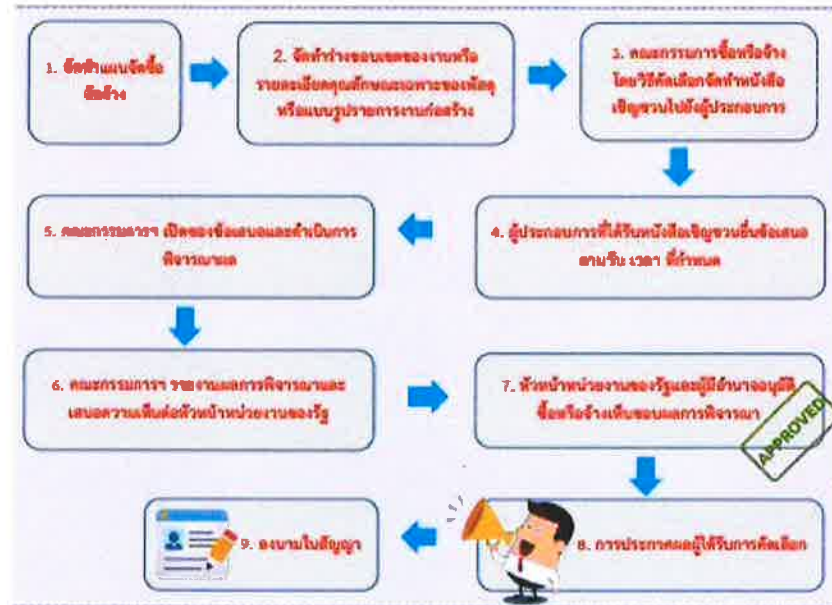 1. จัดทำแผนจัดซื้อ
จัดจ้าง
2. จัดทำร่างขอบเขตของงานหรือ
รายละเอียดคุณลักษณะเฉพาะของพัสดุ
หรือแบบรูปรายการงานก่อสร้าง
3. คณะกรรมการซื้อหรือจ้าง
โดยวิธีคัดเลือกจัดทำหนังสือ
เชิญชวนไปยังผู้ประกอบการ
4. ผู้ประกอบการที่ได้รับหนังสือเชิญชวนยื่นข้อเสนอ
ตามวัน เวลา ที่กำหนด
5. คณะกรรมการฯ เปิดซองข้อเสนอและดำเนินการ
พิจารณาผล
6. คณะกรรมการฯ รายงานผลการพิจารณาและ
เสนอความเห็นต่อหัวหน้าหน่วยงานของรัฐ
7. หัวหน้าหน่วยงานของรัฐและผู้มีอำนาจอนุมัติ
ซื้อหรือจ้างเห็นชอบผลการพิจารณา
APPROVED
8. การประกาศผลผู้ได้รับการคัดเลือก
9. ลงนามในสัญญา